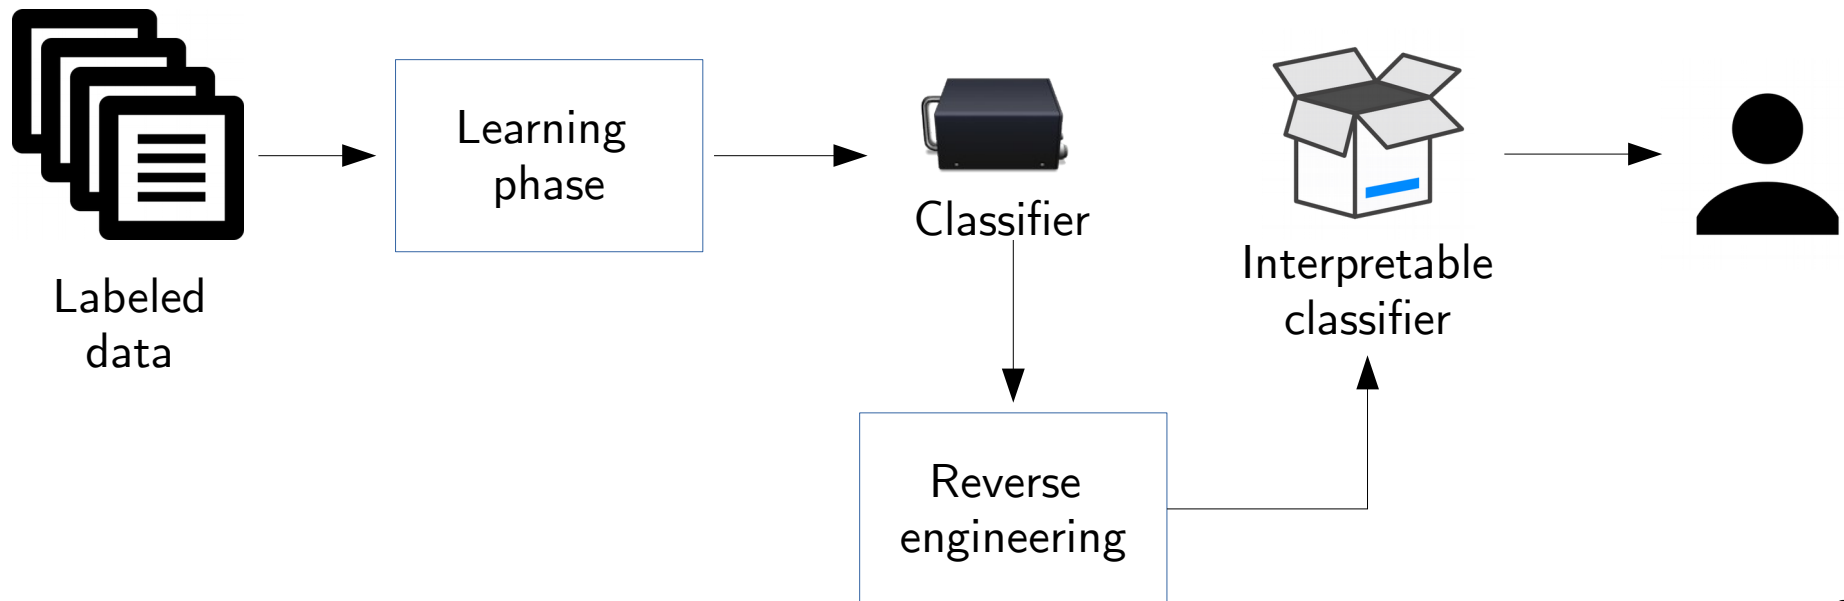 Learning
phase
Classifier
Labeled
data
Interpretable
classifier
Reverse
engineering